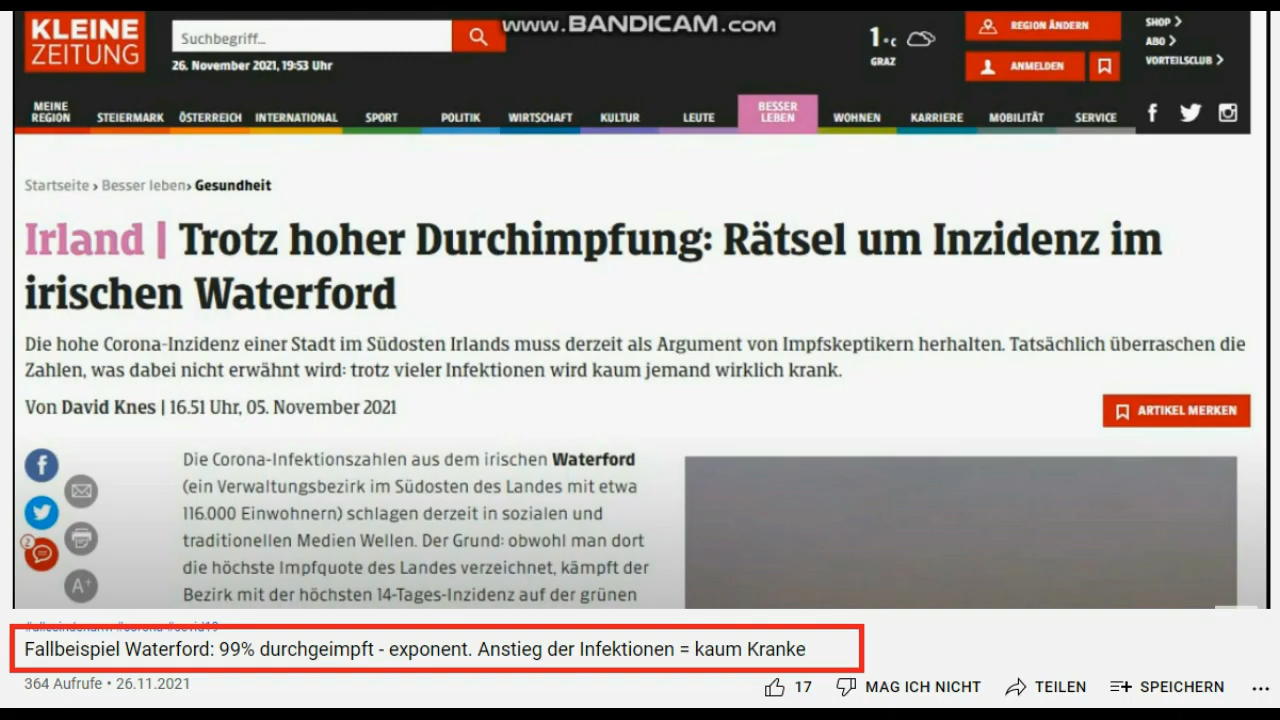 KLEINE
ZEITUNG
Suchbegriff...
www.BANDICAM.com
26. November 2021, 19:53 Uhr
1°C
GRAZ
REGION ÄNDERN
ANMELDEN
SHOP >
ABO >
VORTEILSCLUB >
MEINE
REGION
STEIERMARK
ÖSTERREICH
INTERNATIONAL
SPORT
POLITIK
WIRTSCHAFT
KULTUR
LEUTE
BESSER
LEBEN
WOHNEN
KARRIERE
MOBILITÄT
SERVICE
Startseite › Besser leben› Gesundheit
Irland | Trotz hoher Durchimpfung: Rätsel um Inzidenz im
irischen Waterford
Die hohe Corona-Inzidenz einer Stadt im Südosten Irlands muss derzeit als Argument von Impfskeptikern herhalten. Tatsächlich überraschen die
Zahlen, was dabei nicht erwähnt wird: trotz vieler Infektionen wird kaum jemand wirklich krank.
Von David Knes | 16.51 Uhr, 05. November 2021
ARTIKEL MERKEN
2
A+
Die Corona-Infektionszahlen aus dem irischen Waterford
(ein Verwaltungsbezirk im Südosten des Landes mit etwa
116.000 Einwohnern) schlagen derzeit in sozialen und
traditionellen Medien Wellen. Der Grund: obwohl man dort
die höchste Impfquote des Landes verzeichnet, kämpft der
Bezirk mit der höchsten 14-Tages-Inzidenz auf der grünen
Fallbeispiel Waterford: 99% durchgeimpft - exponent. Anstieg der Infektionen = kaum Kranke
364 Aufrufe • 26.11.2021
17
MAG ICH NICHT
TEILEN
SPEICHERN